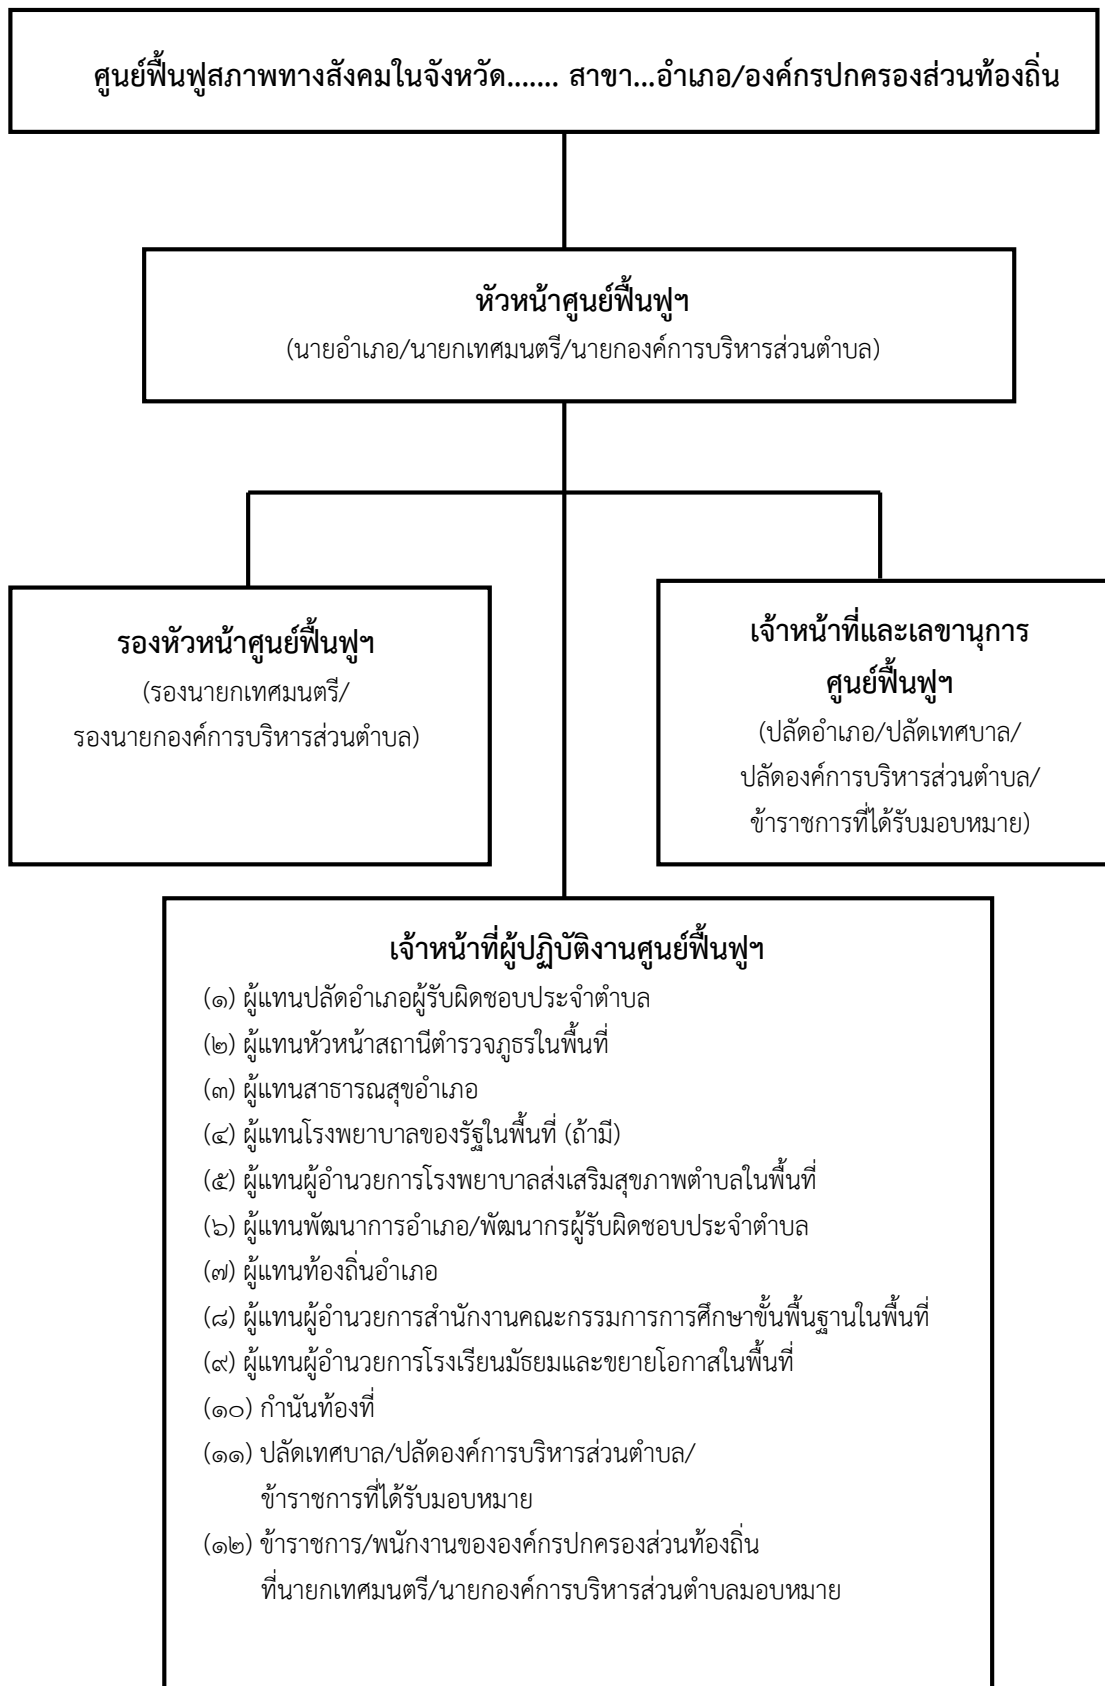 ศูนย์ฟื้นฟูสภาพทางสังคมในจังหวัด....... สาขา...อำเภอ/องค์กรปกครองส่วนท้องถิ่น
หัวหน้าศูนย์ฟื้นฟูฯ
(นายอำเภอ/นายกเทศมนตรี/นายกองค์การบริหารส่วนตำบล)
รองหัวหน้าศูนย์ฟื้นฟูฯ
(รองนายกเทศมนตรี/
รองนายกองค์การบริหารส่วนตำบล)
เจ้าหน้าที่และเลขานุการ
ศูนย์ฟื้นฟูฯ
(ปลัดอำเภอ/ปลัดเทศบาล/
ปลัดองค์การบริหารส่วนตำบล/
ข้าราชการที่ได้รับมอบหมาย)
เจ้าหน้าที่ผู้ปฏิบัติงานศูนย์ฟื้นฟูฯ
(๑) ผู้แทนปลัดอำเภอผู้รับผิดชอบประจำตำบล
(๒) ผู้แทนหัวหน้าสถานีตำรวจภูธรในพื้นที่
(๓) ผู้แทนสาธารณสุขอำเภอ
(๔) ผู้แทนโรงพยาบาลของรัฐในพื้นที่ (ถ้ามี)
(๕) ผู้แทนผู้อำนวยการโรงพยาบาลส่งเสริมสุขภาพตำบลในพื้นที่
(๖) ผู้แทนพัฒนาการอำเภอ/พัฒนากรผู้รับผิดชอบประจำตำบล
(๗) ผู้แทนท้องถิ่นอำเภอ
(๘) ผู้แทนผู้อำนวยการสำนักงานคณะกรรมการการศึกษาขั้นพื้นฐานในพื้นที่
(๙) ผู้แทนผู้อำนวยการโรงเรียนมัธยมและขยายโอกาสในพื้นที่
(๑๐) กำนันท้องที่
(๑๑) ปลัดเทศบาล/ปลัดองค์การบริหารส่วนตำบล/
ข้าราชการที่ได้รับมอบหมาย
(๑๒) ข้าราชการ/พนักงานขององค์กรปกครองส่วนท้องถิ่น
ที่นายกเทศมนตรี/นายกองค์การบริหารส่วนตำบลมอบหมาย